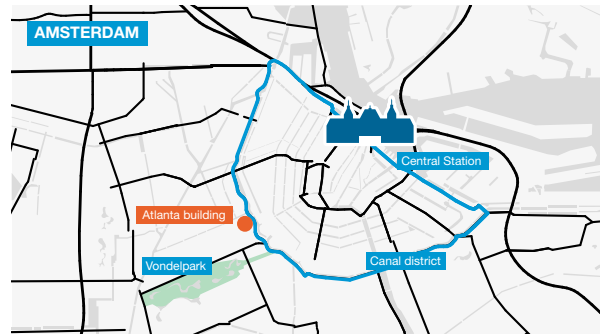 AMSTERDAM
Central Station
Atlanta building
Canal district
Vondelpark